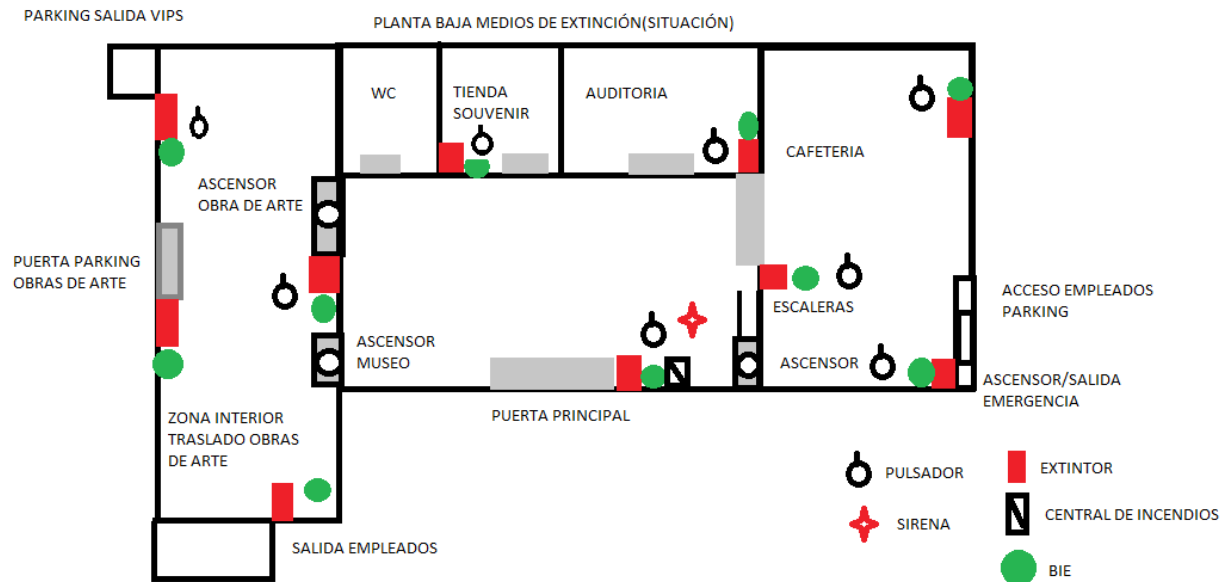 PARKING SALIDA VIPS
PLANTA BAJA MEDIOS DE EXTINCIÓN(SITUACIÓN)
WC
TIENDA
SOUVENIR
AUDITORIA
CAFETERIA
ASCENSOR
OBRA DE ARTE
PUERTA PARKING
OBRAS DE ARTE
ESCALERAS
ACCESO EMPLEADOS
PARKING
ASCENSOR
MUSEO
ASCENSOR
ASCENSOR/SALIDA
EMERGENCIA
PUERTA PRINCIPAL
ZONA INTERIOR
TRASLADO OBRAS
DE ARTE
PULSADOR
EXTINTOR
SIRENA
CENTRAL DE INCENDIOS
SALIDA EMPLEADOS
BIE